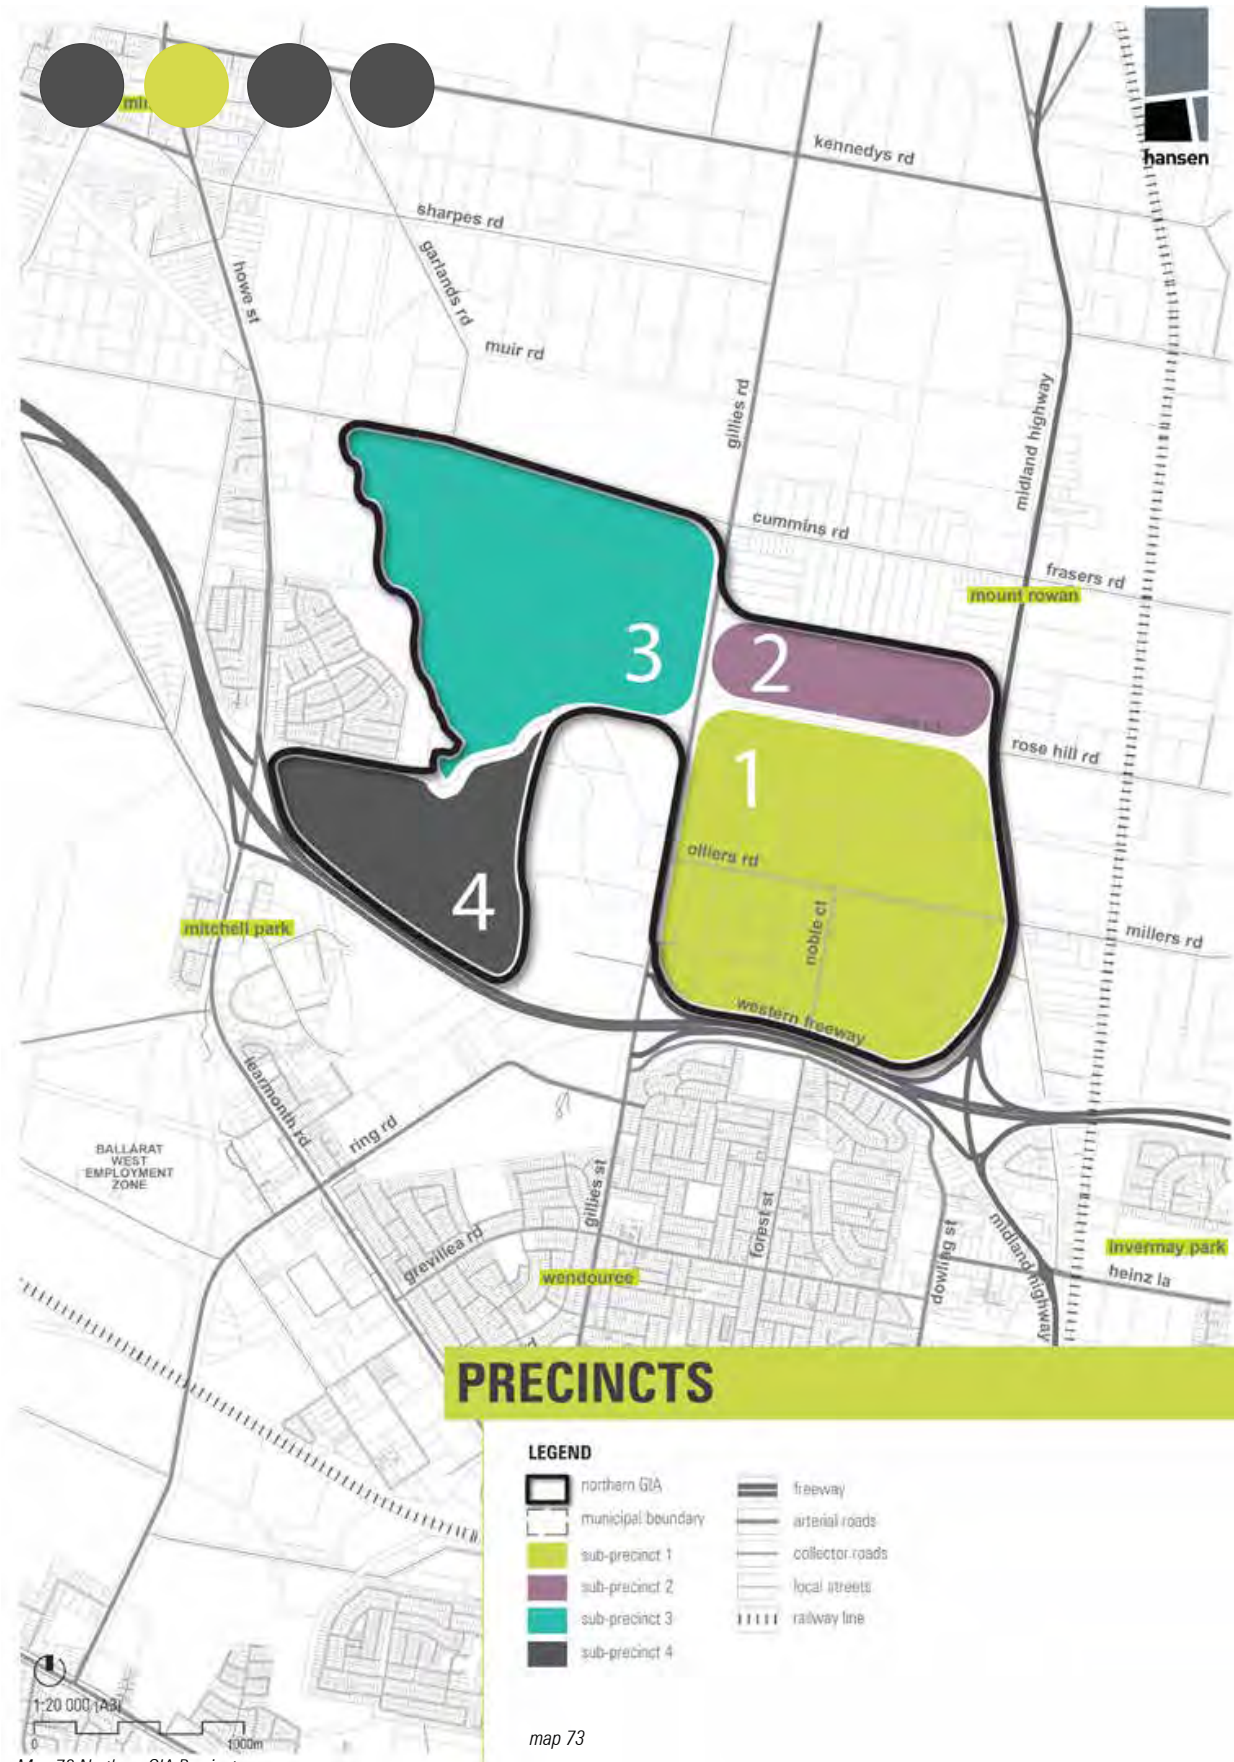 hansen
kennedys rd
sharpes rd
garlands rd
howe st
muir rd
gillies rd
midland highway
cummins rd
frasers rd
mount rowan
3
2
1
rose hill rd
olliers rd
4
noble ct
mitchell park
millers rd
western freeway
learmonth rd
ring rd
BALLARAT
WEST
EMPLOYMENT
ZONE
gillies st
forest st
grevillea rd
dowling st
midland highway
invermay park
heinz la
wendouree
PRECINCTS
LEGEND
northern GIA
municipal boundary
sub-precinct 1
sub-precinct 2
sub-precinct 3
sub-precinct 4
freeway
arterial roads
collector roads
local streets
railway line
1:20 000 (A3)
0 1000m
map 73